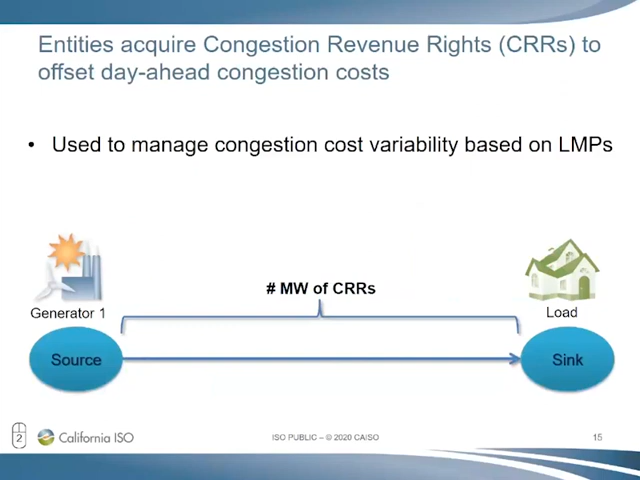 Entities acquire Congestion Revenue Rights (CRRs) to
offset day-ahead congestion costs
• Used to manage congestion cost variability based on LMPs
# MW of CRRs
Generator 1
Load
Source
Sink
2
California ISO
ISO PUBLIC – © 2020 CAISO
15